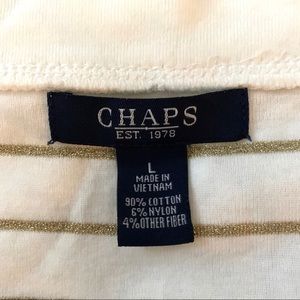 CHAPS
EST. 1978
L
MADE IN
VIETNAM
90% COTTON
6% NYLON
4% OTHER FIBER